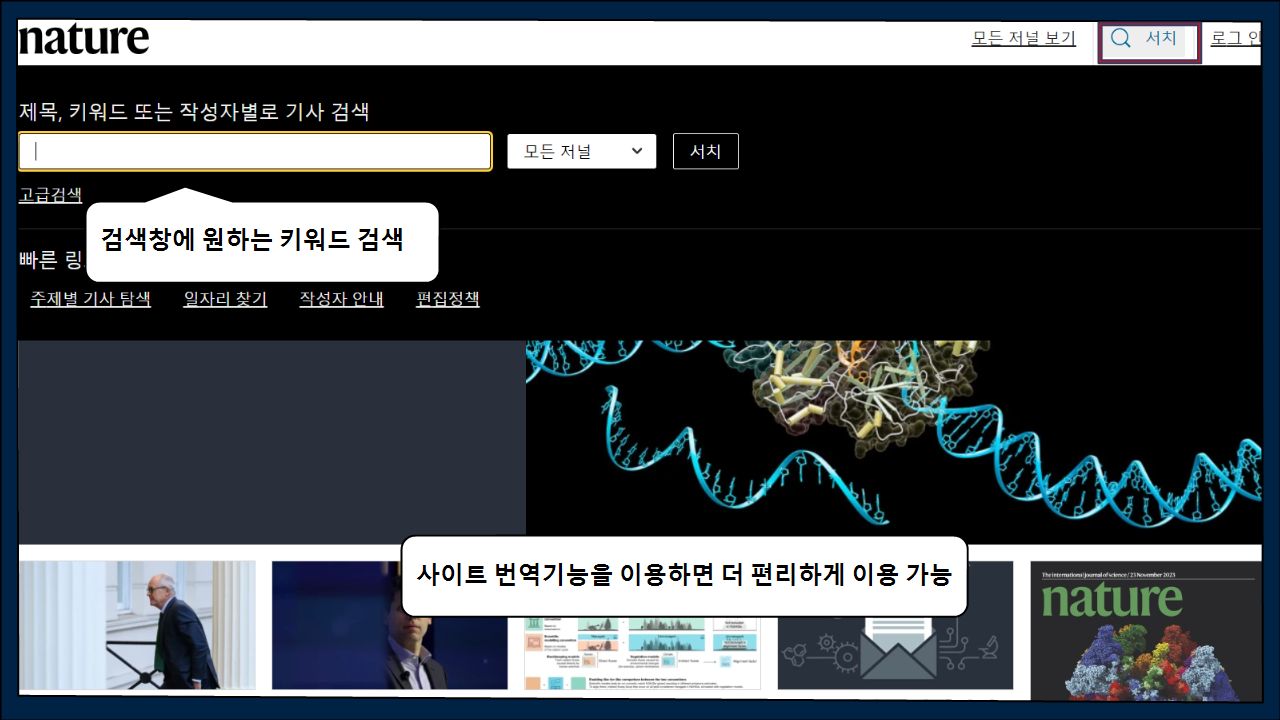 nature
모든 저널 보기
서치
로그 인
제목, 키워드 또는 작성자별로 기사 검색
모든 저널
서치
고급검색
검색창에 원하는 키워드 검색
빠른 링
주제별 기사 탐색
일자리 찾기
작성자 안내
편집정책
사이트 번역기능을 이용하면 더 편리하게 이용 가능
The international journal of science / 23 November 2023
nature